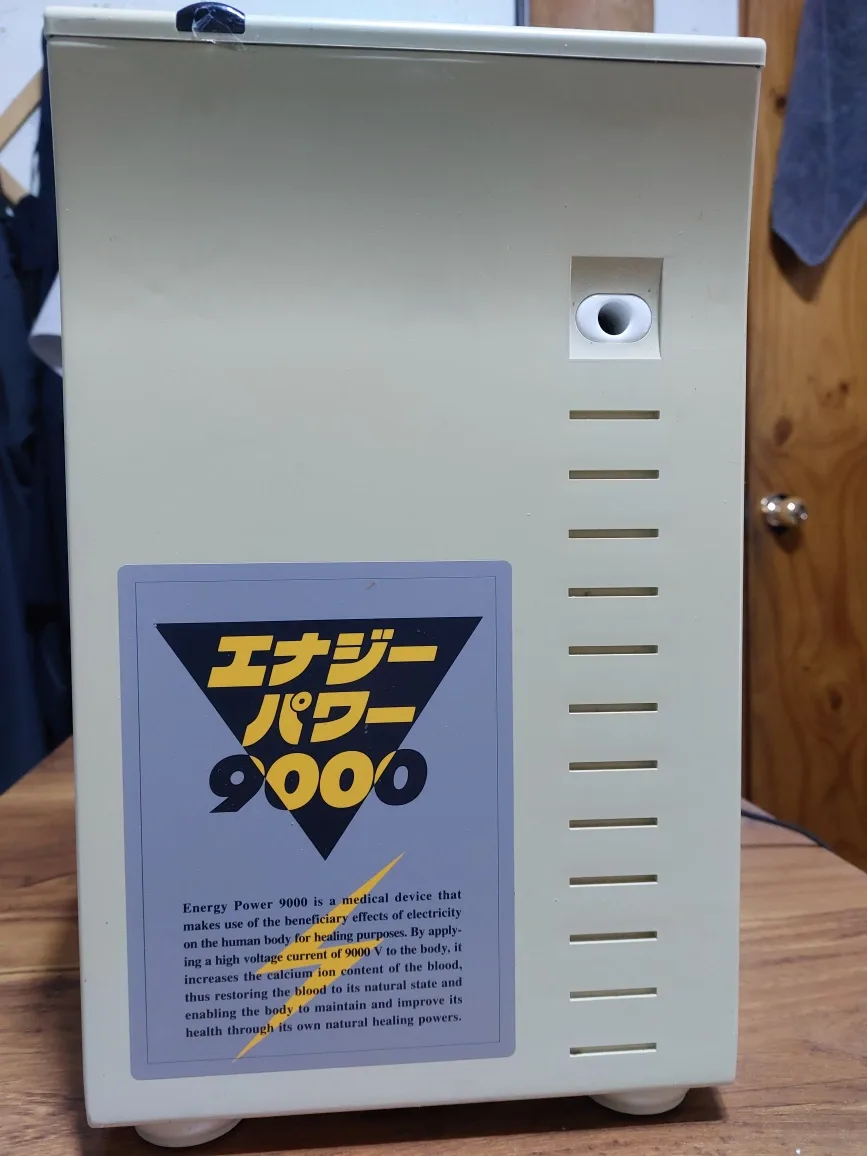 エナジー
パワー
9000
Energy Power 9000 is a medical device that
makes use of the beneficiary effects of electricity
on the human body for healing purposes. By apply-
ing a high voltage current of 9000 V to the body, it
increases the calcium ion content of the blood,
thus restoring the blood to its natural state and
enabling the body to maintain and improve its
health through its own natural healing powers.